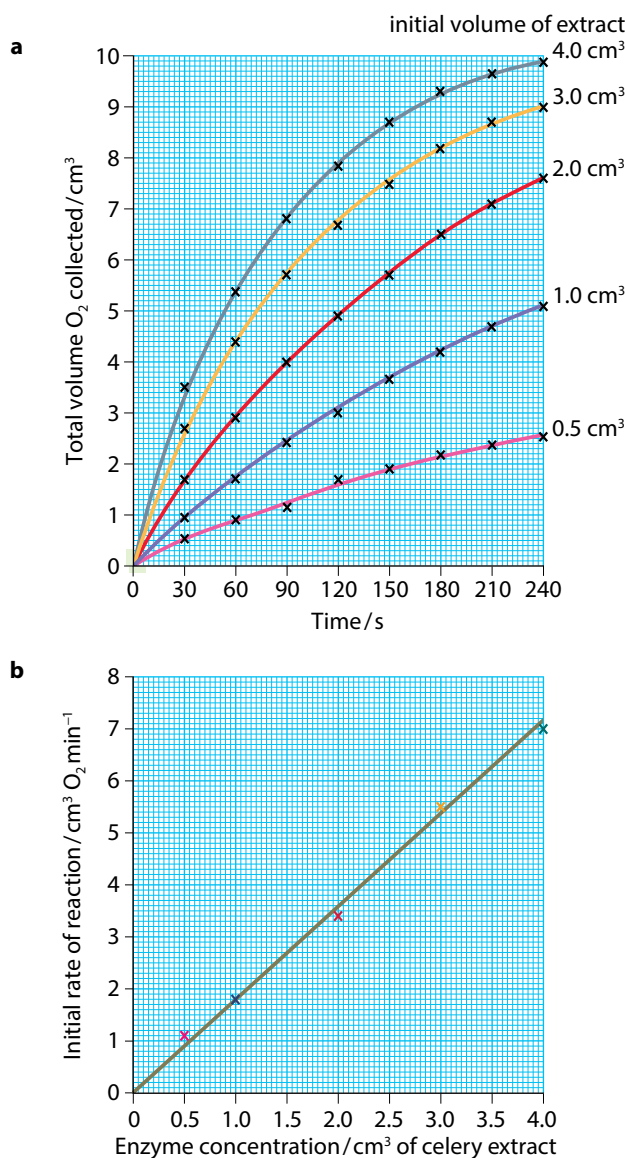 initial volume of extract
a
10
9
8
7
6
5
4
3
2
1
0
Total volume O₂ collected / cm³
4.0 cm³
3.0 cm³
2.0 cm³
1.0 cm³
0.5 cm³
0 30 60 90 120 150 180 210 240
Time / s
b
8
7
6
5
4
3
2
1
0
Initial rate of reaction / cm³ O₂ min⁻¹
0 0.5 1.0 1.5 2.0 2.5 3.0 3.5 4.0
Enzyme concentration / cm³ of celery extract